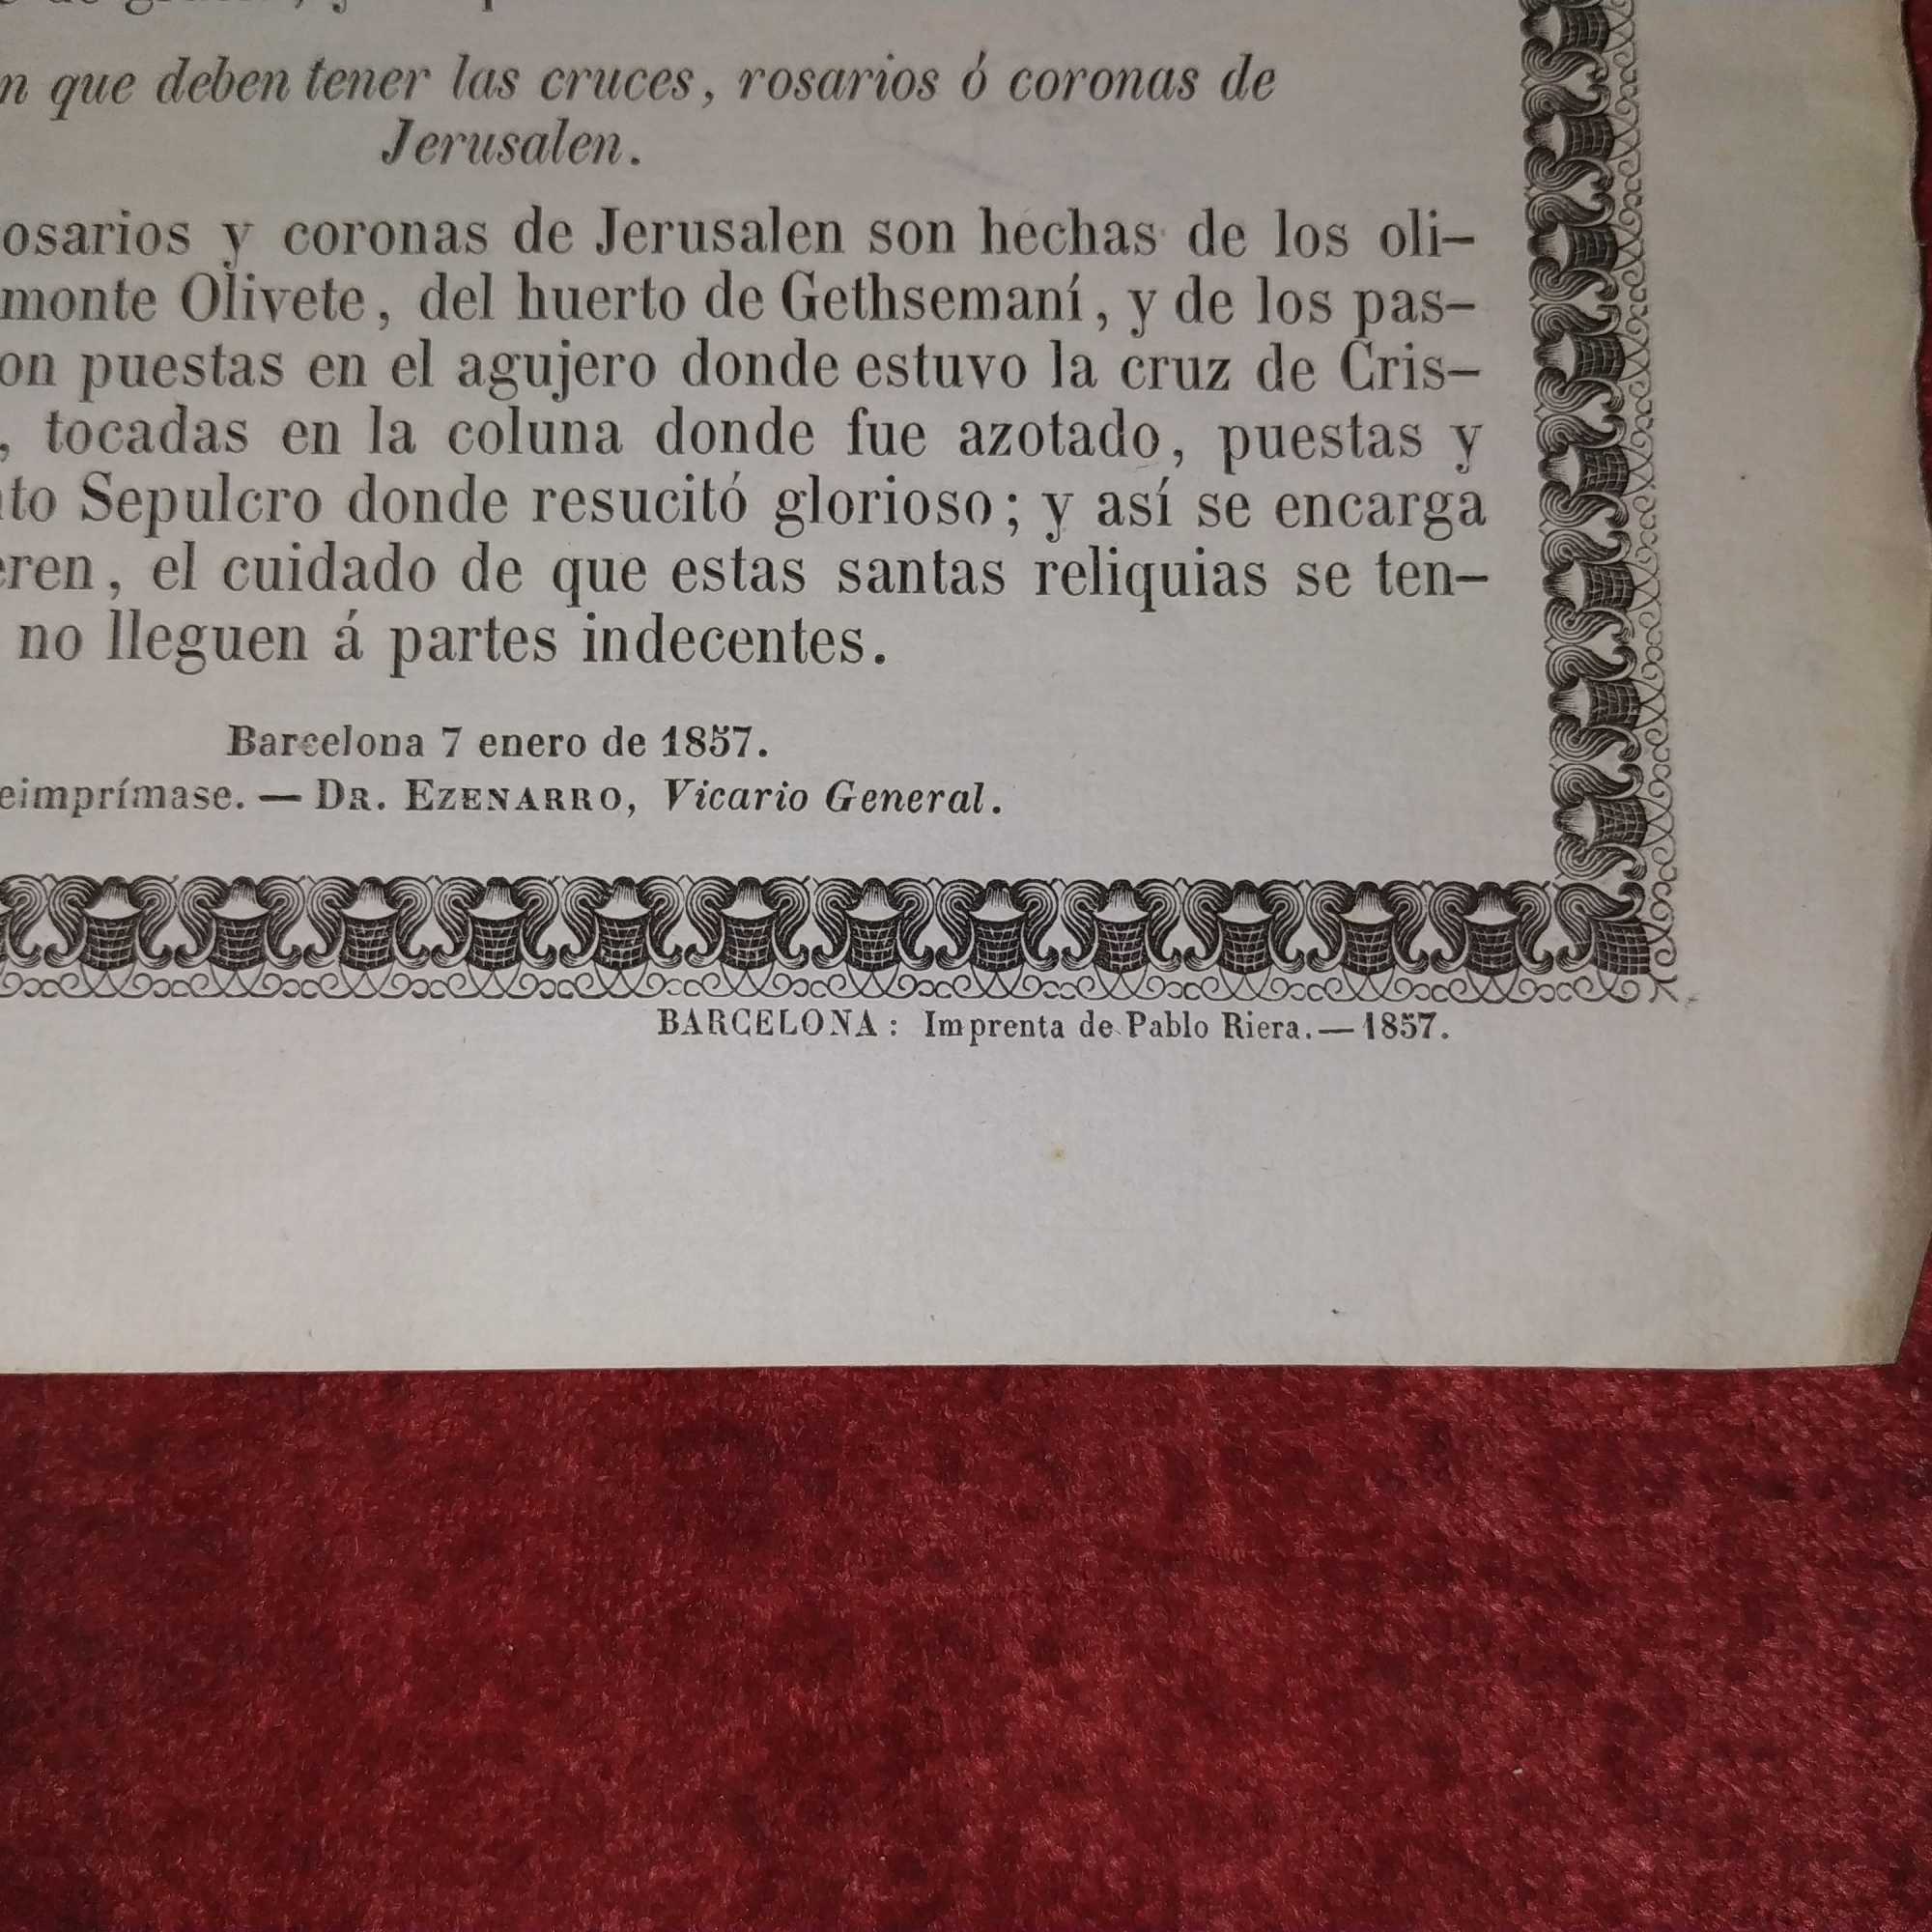 que deben tener las cruces, rosarios ó coronas de
Jerusalen.
osarios y coronas de Jerusalen son hechas de los oli-
monte Olivete, del huerto de Gethsemaní, y de los pas-
on puestas en el agujero donde estuvo la cruz de Cris-
, tocadas en la coluna donde fue azotado, puestas y
to Sepulcro donde resucitó glorioso; y así se encarga
eren, el cuidado de que estas santas reliquias se ten-
no lleguen á partes indecentes.
Barcelona 7 enero de 1857.
eimprímase. — DR. EZENARRO, Vicario General.
BARCELONA: Imprenta de Pablo Riera.—1857.